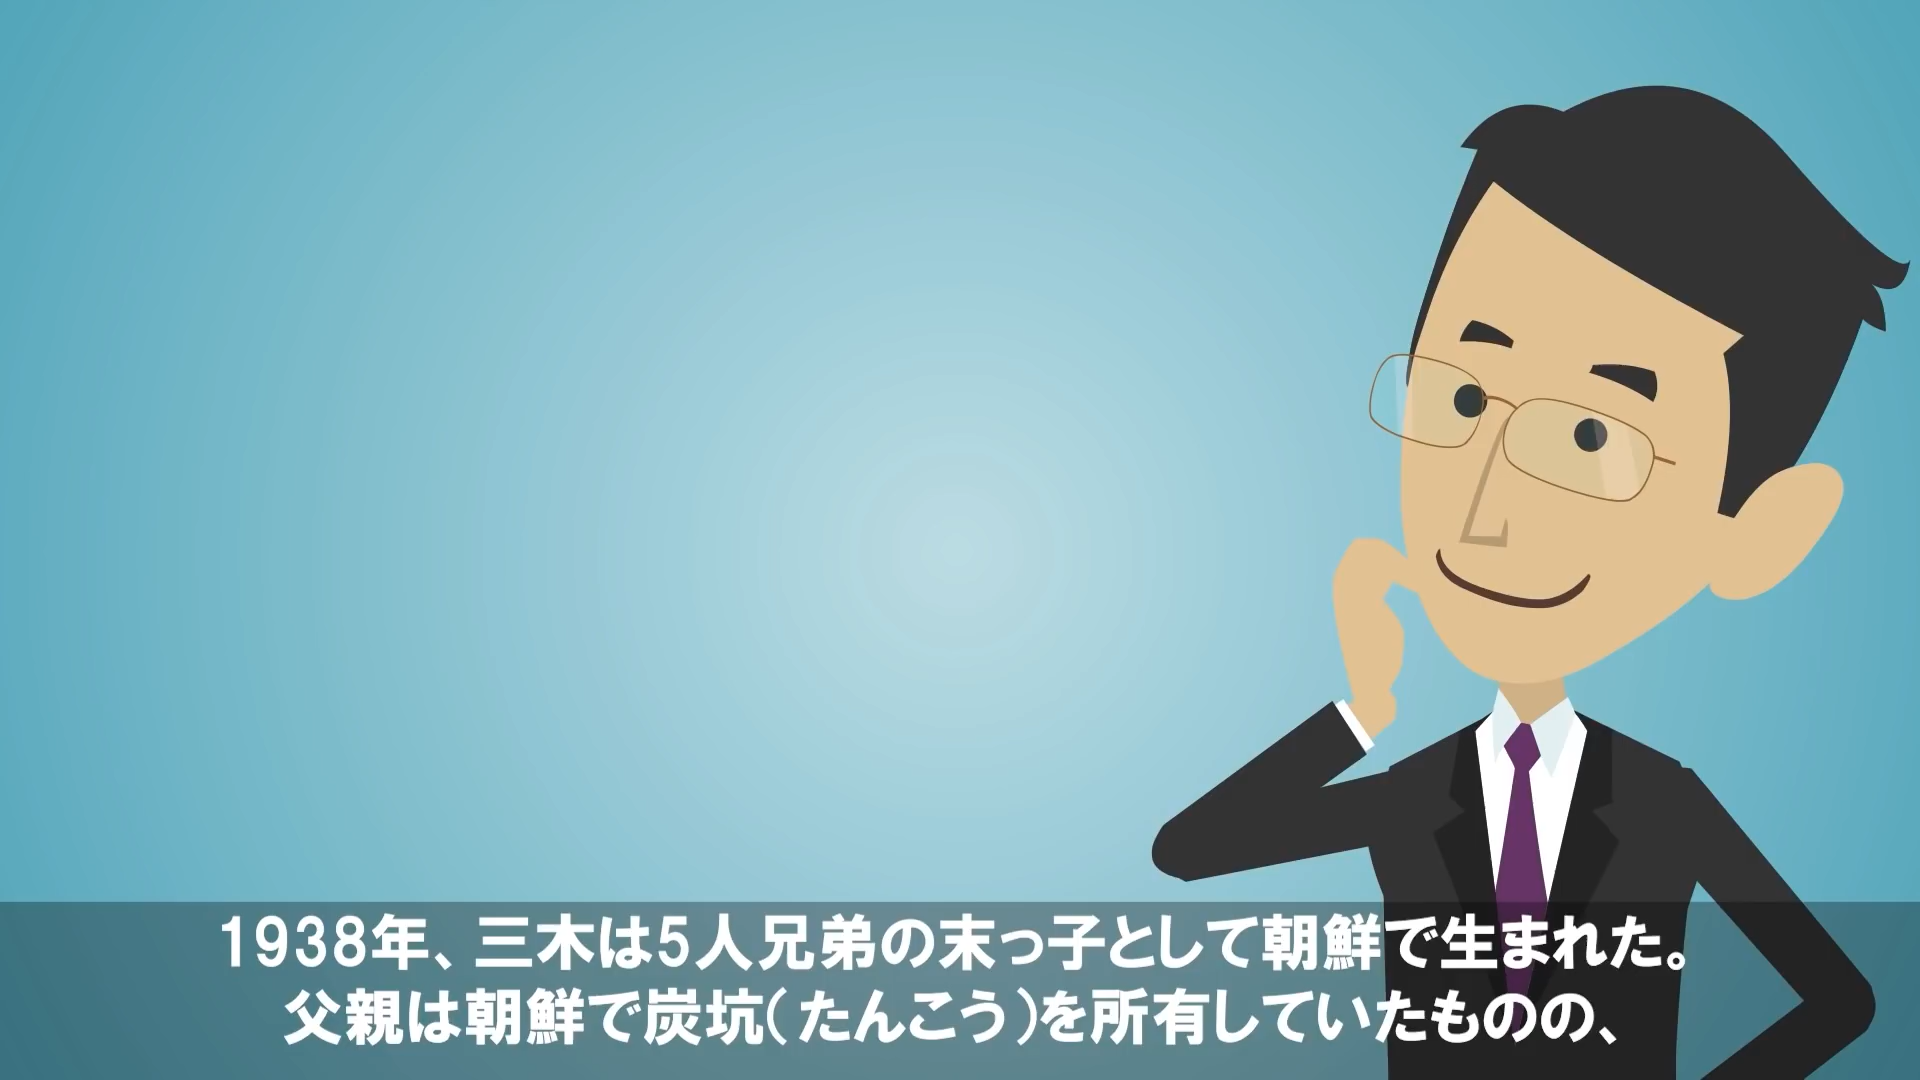 1938年、三木は5人兄弟の末っ子として朝鮮で生まれた。
父親は朝鮮で炭坑(たんこう)を所有していたものの、